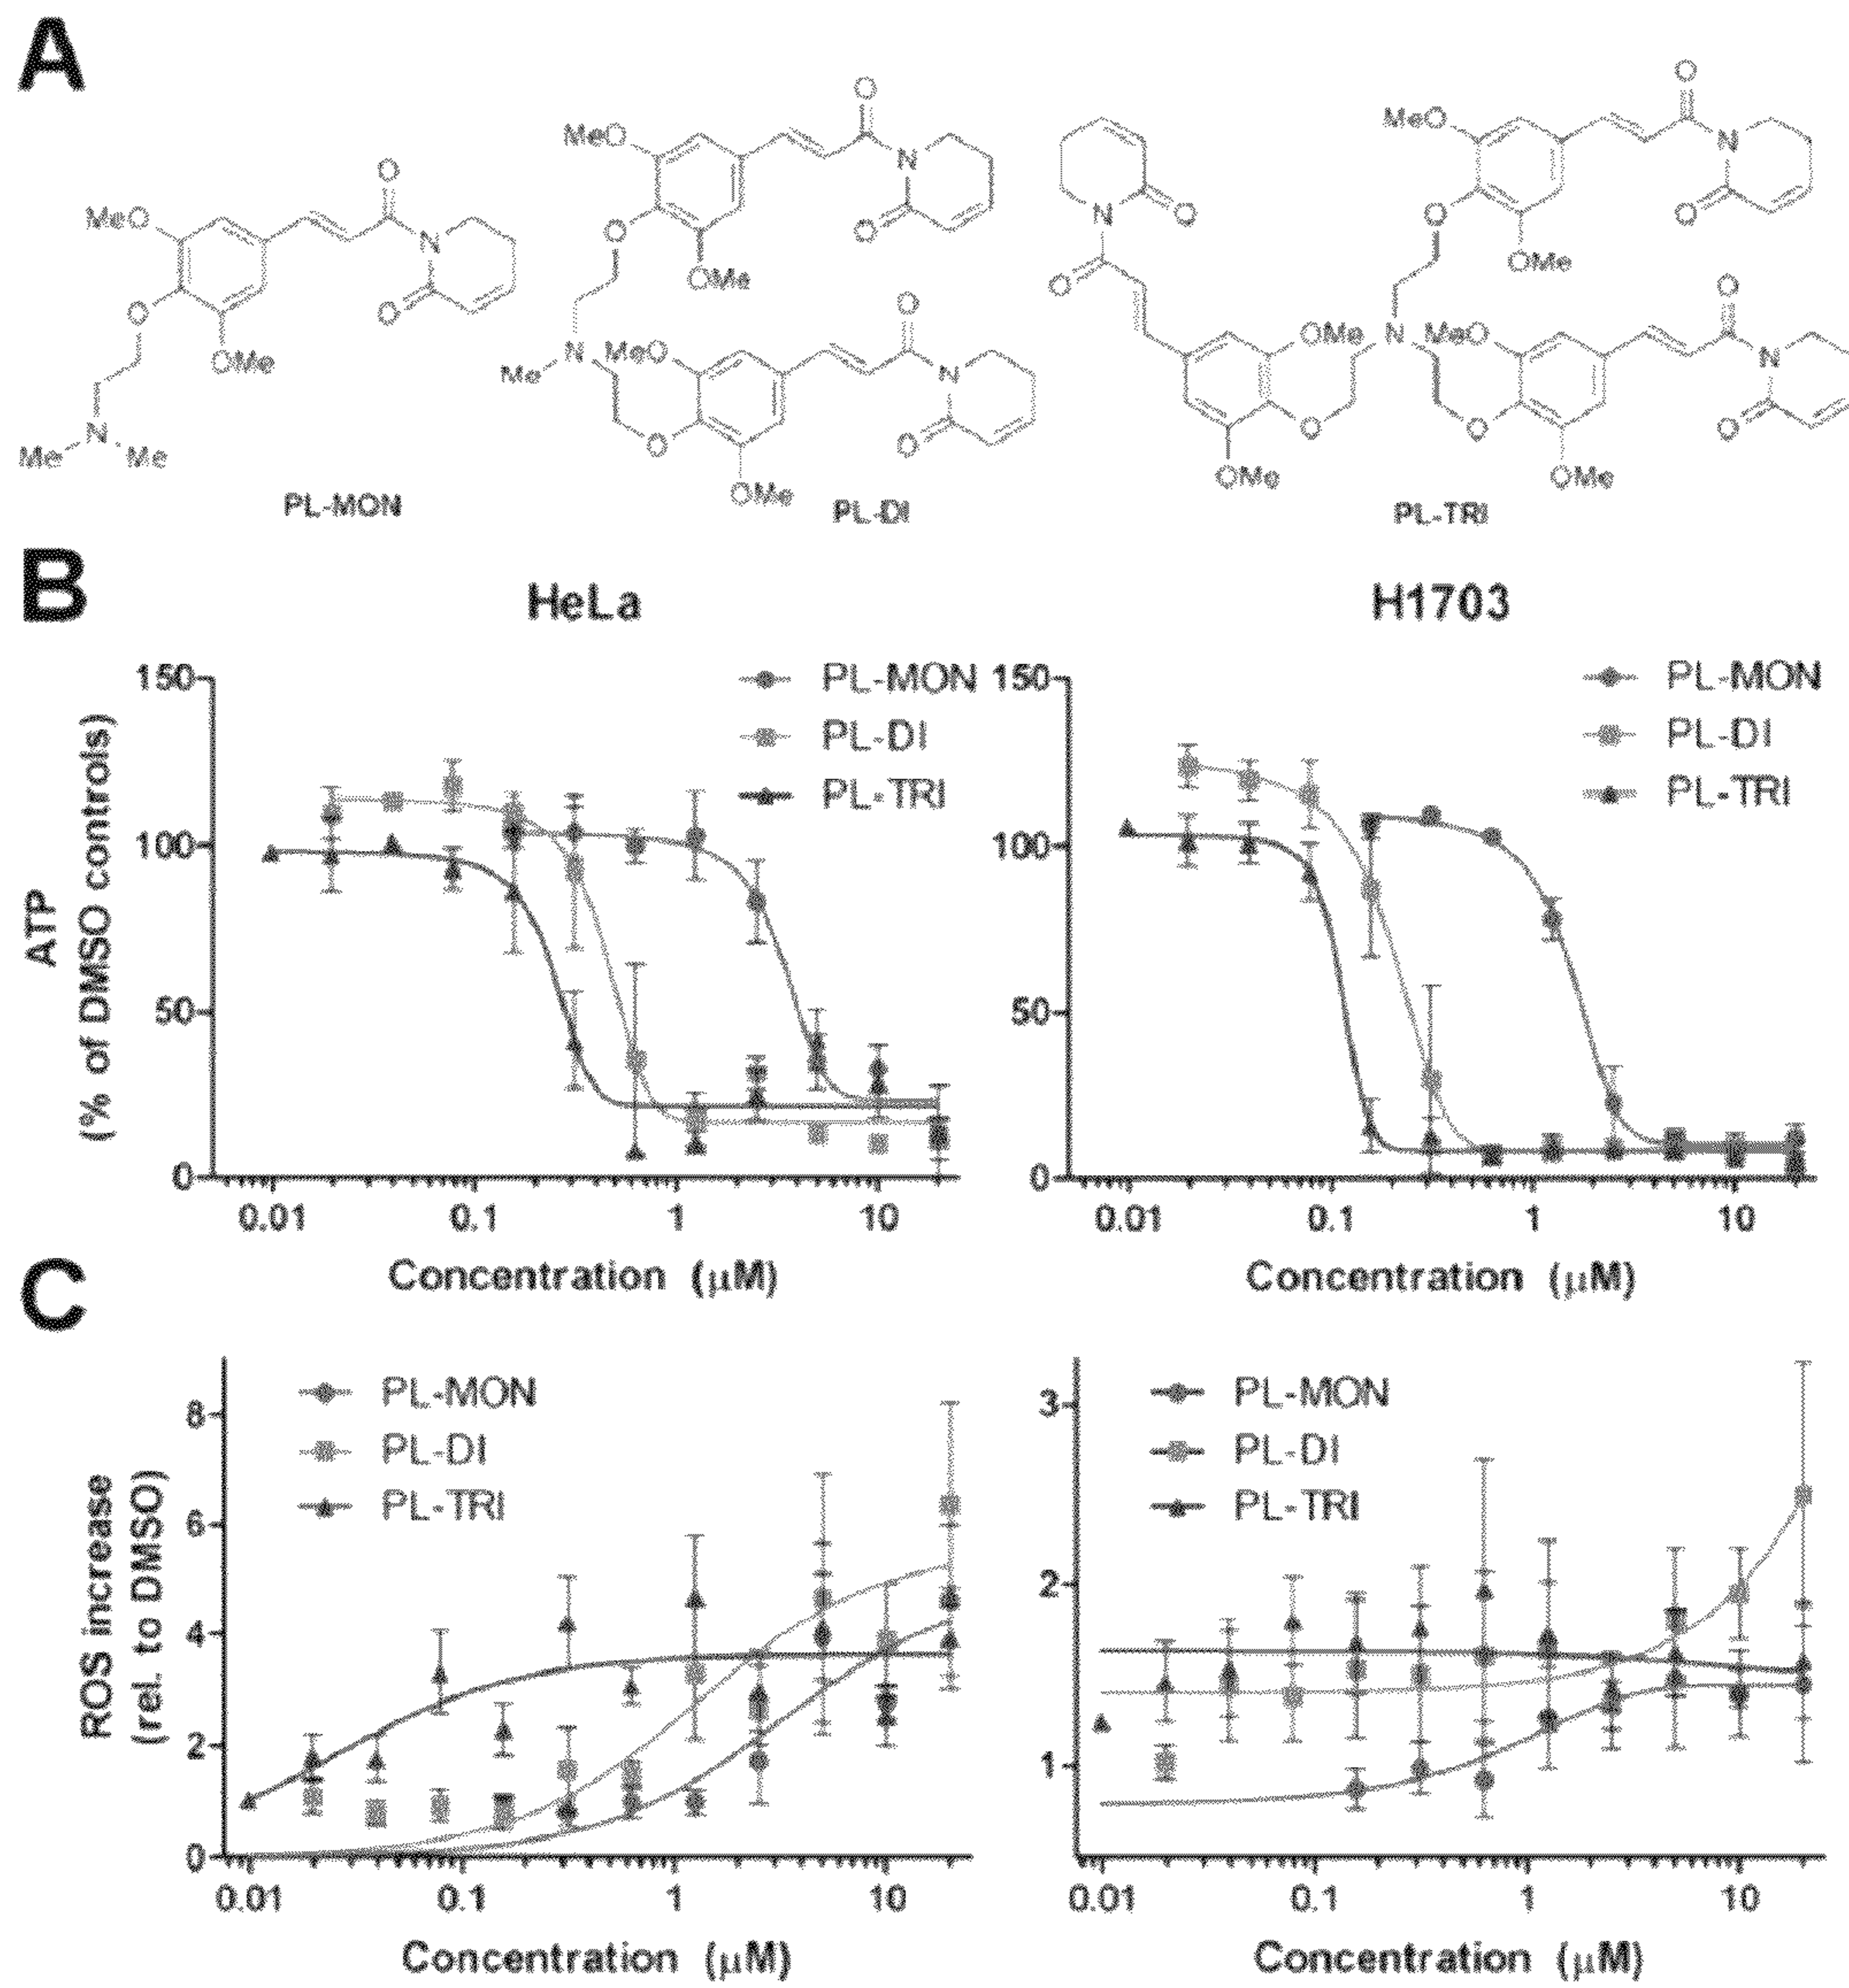 A
MeO
O
N
O
O
OMe
N
Me
Me
PL-MON
MeO
O
N
O
O
OMe
N
MeO
Me
O
N
O
O
OMe
PL-DI
N
O
O
OMe
O
OMe
MeO
O
N
O
O
OMe
N
MeO
O
N
O
O
OMe
PL-TRI
B
HeLa
ATP
(% of DMSO controls)
150
100
50
0
PL-MON
PL-DI
PL-TRI
0.01 0.1 1 10
Concentration (μM)
H1703
150
100
50
0
PL-MON
PL-DI
PL-TRI
0.01 0.1 1 10
Concentration (μM)
C
ROS increase
(rel. to DMSO)
8
6
4
2
0
PL-MON
PL-DI
PL-TRI
0.01 0.1 1 10
Concentration (μM)
3
2
1
PL-MON
PL-DI
PL-TRI
0.01 0.1 1 10
Concentration (μM)